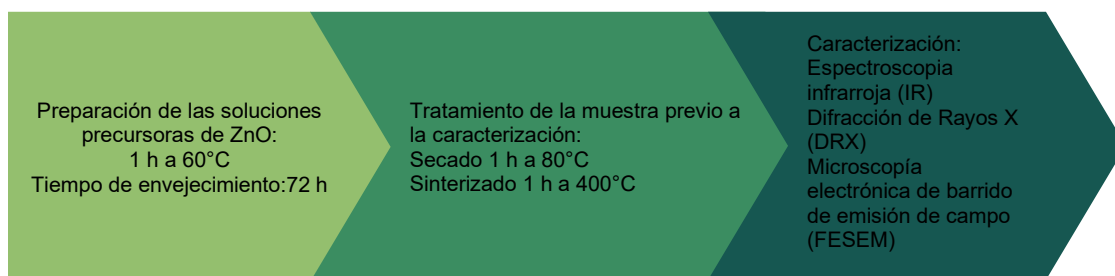 Preparación de las soluciones
precursoras de ZnO:
1 h a 60°C
Tiempo de envejecimiento:72 h
Tratamiento de la muestra previo a
la caracterización:
Secado 1 h a 80°C
Sinterizado 1 h a 400°C
Caracterización:
Espectroscopia
infrarroja (IR)
Difracción de Rayos X
(DRX)
Microscopía
electrónica de barrido
de emisión de campo
(FESEM)